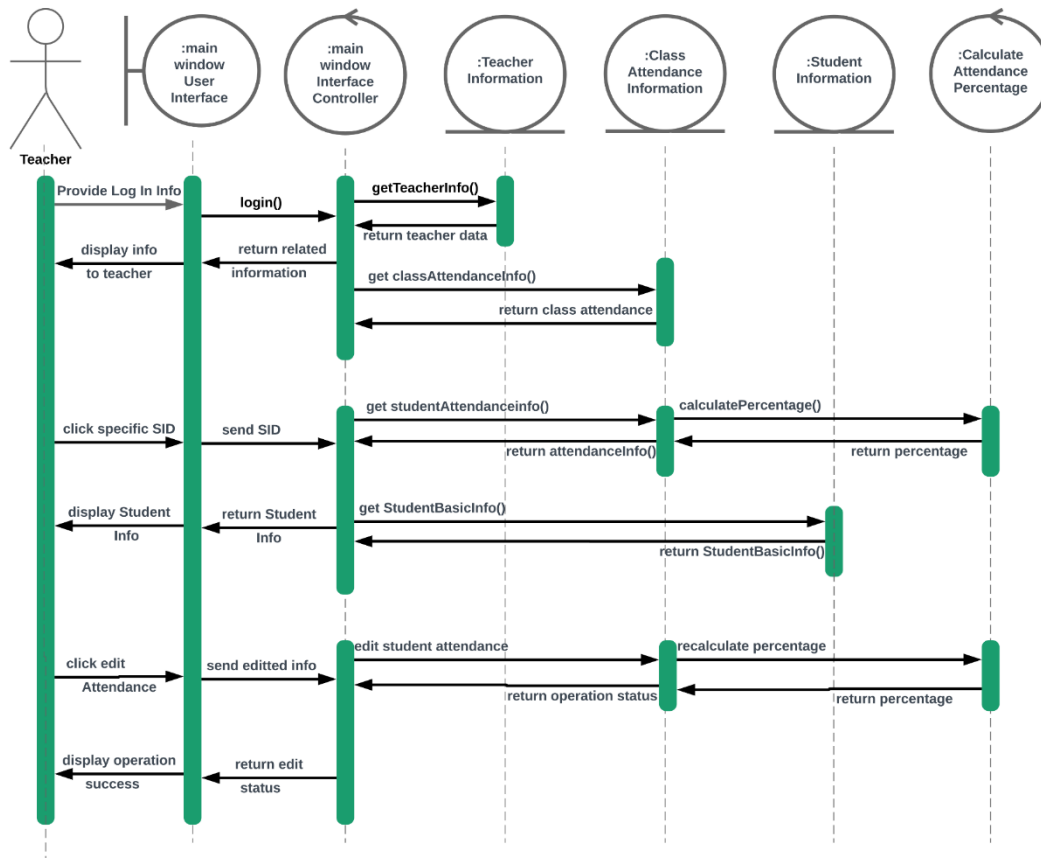 :main
window
User
Interface
:main
window
Interface
Controller
:Teacher
Information
:Class
Attendance
Information
:Student
Information
:Calculate
Attendance
Percentage
Teacher
Provide Log In Info
login()
getTeacherInfo()
return teacher data
display info
to teacher
return related
information
get classAttendanceInfo()
return class attendance
get studentAttendanceinfo()
calculatePercentage()
click specific SID
send SID
return attendanceInfo()
return percentage
display Student
Info
return Student
Info
get StudentBasicInfo()
return StudentBasicInfo()
edit student attendance
recalculate percentage
click edit
Attendance
send editted info
return operation status
return percentage
display operation
success
return edit
status